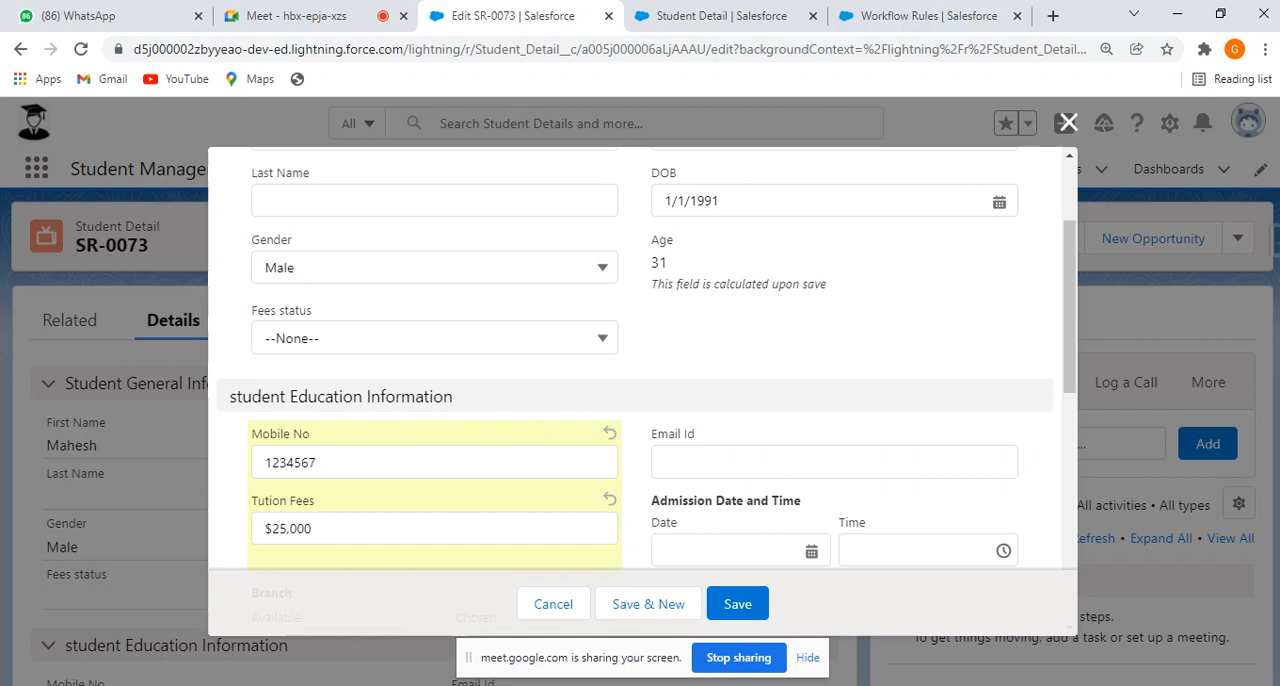 86
(86) WhatsApp
Meet - hbx-epja-xzs
Edit SR-0073 | Salesforce
Student Detail | Salesforce
Workflow Rules | Salesforce
d5j000002zbyyeao-dev-ed.lightning.force.com/lightning/r/Student_Detail__c/a005j000006aLjAAAU/edit?backgroundContext=%2Flightning%2Fr%2FStudent_Detail...
G
Apps
Gmail
YouTube
Maps
Reading list
All
Search Student Details and more...
Student Manage
s
Dashboards
Student Detail
SR-0073
New Opportunity
Related
Details
Student General Inf
First Name
Mahesh
Last Name
Gender
Male
Fees status
student Education Information
Mobile No
Email Id
Last Name
DOB
1/1/1991
Gender
Male
Age
31
This field is calculated upon save
Fees status
--None--
student Education Information
Mobile No
1234567
Email Id
Tution Fees
$25,000
Admission Date and Time
Date
Time
Branch
Available
Chosen
Cancel
Save & New
Save
Log a Call
More
...
Add
All activities • All types
efresh • Expand All • View All
steps.
To get things moving, add a task or set up a meeting.
meet.google.com is sharing your screen.
Stop sharing
Hide